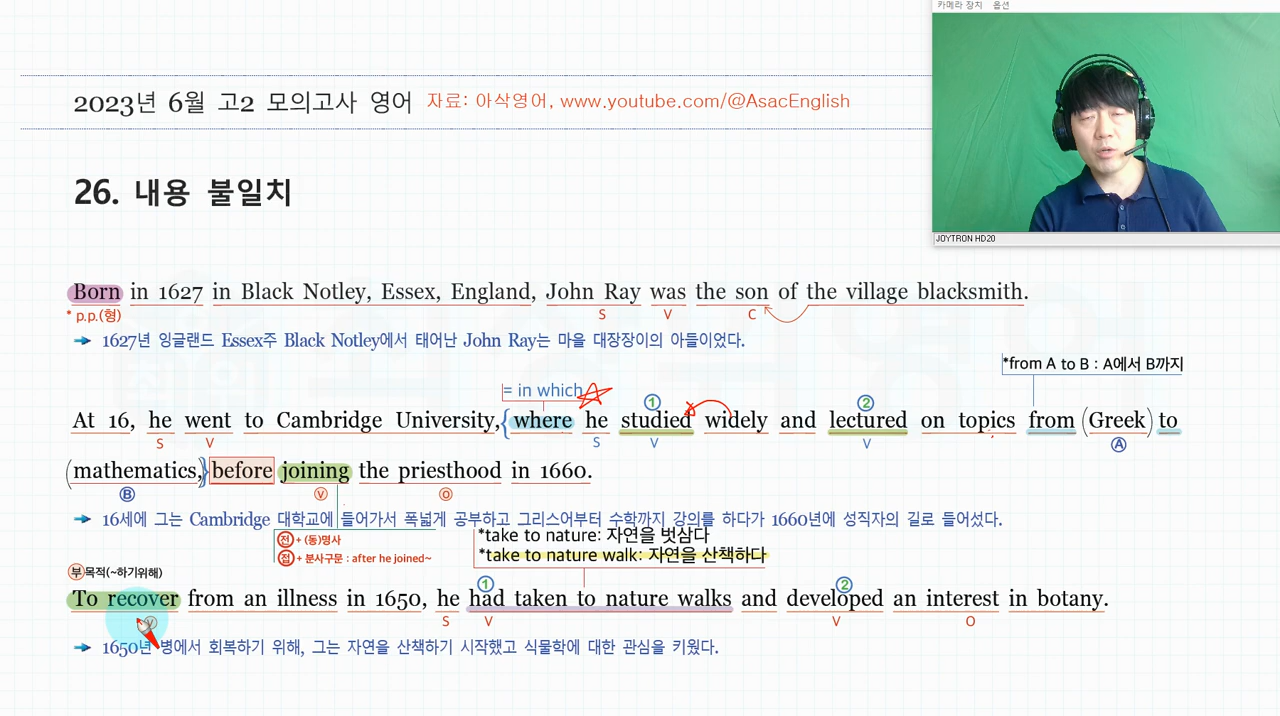 카메라 장치 옵션
2023년 6월 고2 모의고사 영어 자료: 아삭영어, www.youtube.com/@AsacEnglish
JOYTRON HD20
26. 내용 불일치
Born in 1627 in Black Notley, Essex, England, John Ray was the son of the village blacksmith.
* p.p.(형) S V C
1627년 잉글랜드 Essex주 Black Notley에서 태어난 John Ray는 마을 대장장이의 아들이었다.
*from A to B : A에서 B까지
= in which
① ②
At 16, he went to Cambridge University, { where he studied widely and lectured on topics from (Greek) to
S V S V V Ⓐ
(mathematics,} before joining the priesthood in 1660.
Ⓑ Ⓥ Ⓞ
16세에 그는 Cambridge 대학교에 들어가서 폭넓게 공부하고 그리스어부터 수학까지 강의를 하다가 1660년에 성직자의 길로 들어섰다.
전 + (동)명사
접 + 분사구문 : after he joined~
*take to nature: 자연을 벗삼다
*take to nature walk: 자연을 산책하다
부 목적(~하기위해)
① ②
To recover from an illness in 1650, he had taken to nature walks and developed an interest in botany.
Ⓥ S V V O
1650년 병에서 회복하기 위해, 그는 자연을 산책하기 시작했고 식물학에 대한 관심을 키웠다.